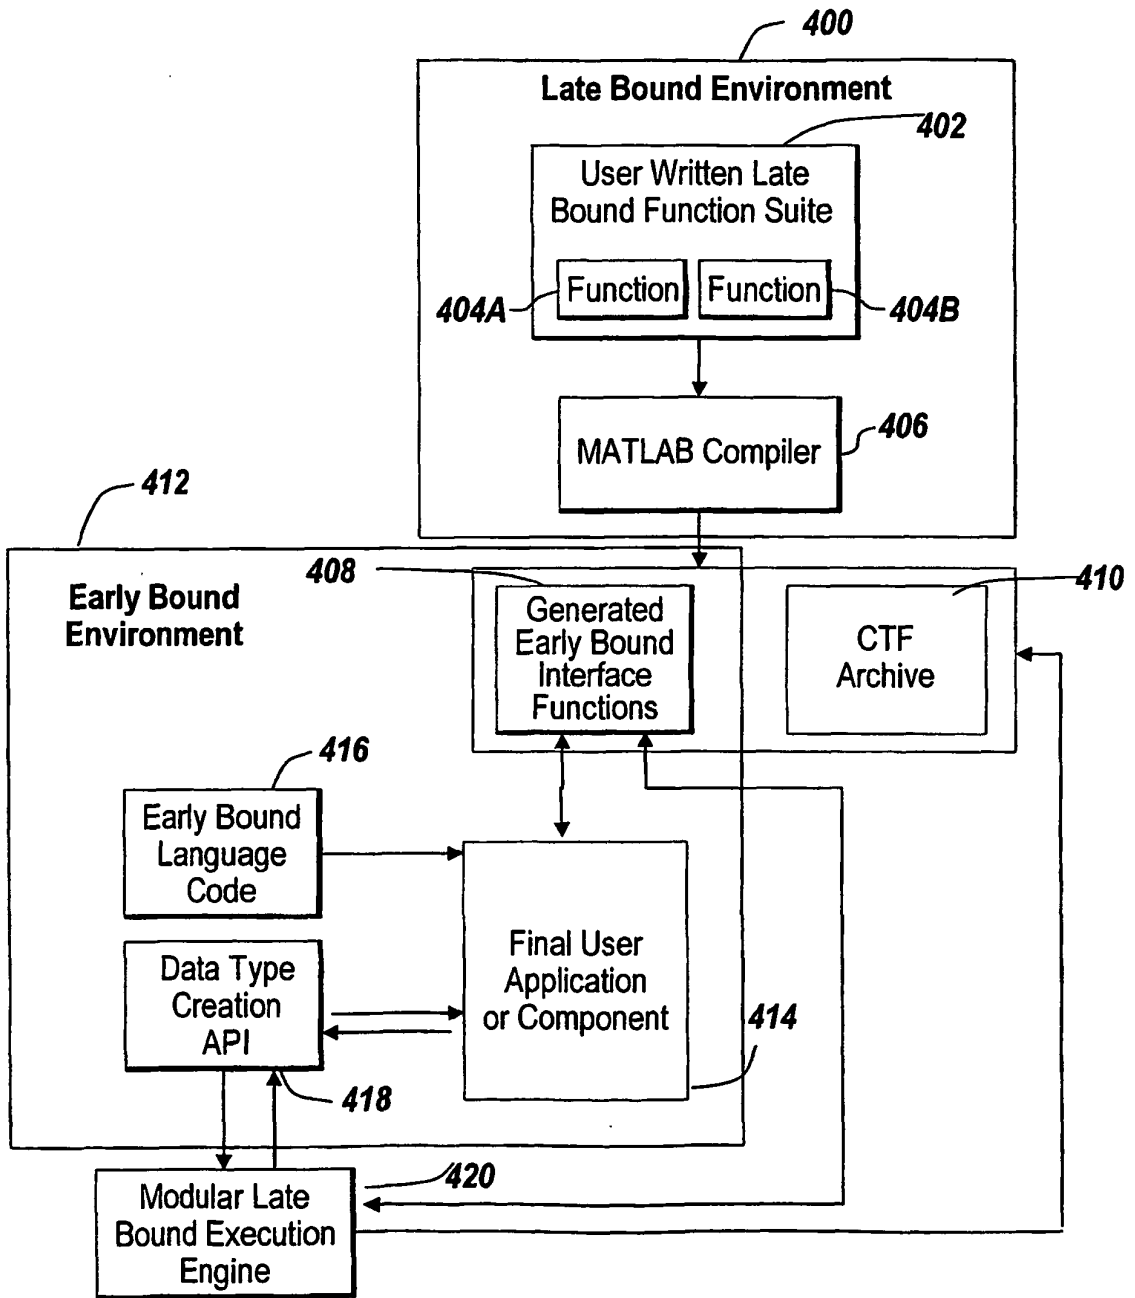 400
Late Bound Environment
402
User Written Late
Bound Function Suite
Function
Function
404A
404B
MATLAB Compiler
406
412
408
410
Early Bound
Environment
Generated
Early Bound
Interface
Functions
CTF
Archive
416
Early Bound
Language
Code
Data Type
Creation
API
Final User
Application
or Component
414
418
420
Modular Late
Bound Execution
Engine